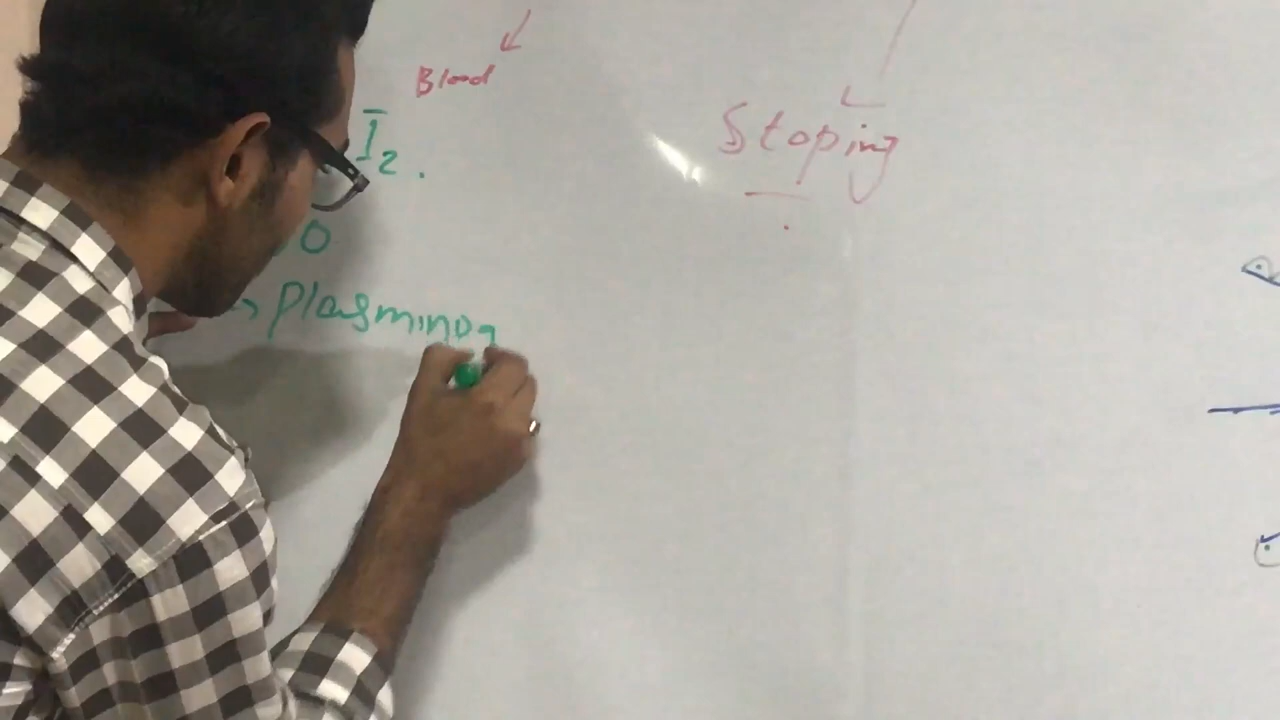 Blood
Stoping
I₂.
O
→ Plasminog